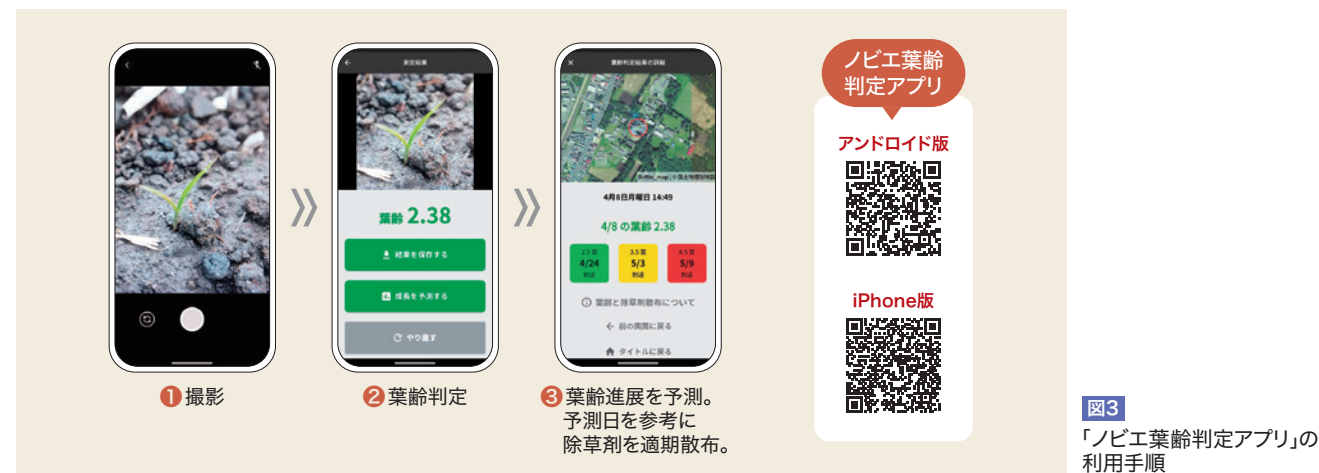 測定結果
葉齢 2.38
結果を保存する
成長を予測する
やり直す
葉齢判定結果の詳細
4月8日月曜日 14:49
4/8 の葉齢 2.38
2.5葉
4/24
到達
3.5葉
5/3
到達
4.5葉
5/9
到達
葉齢と除草剤散布について
前の画面に戻る
タイトルに戻る
❶撮影
❷葉齢判定
❸葉齢進展を予測。
予測日を参考に
除草剤を適期散布。
ノビエ葉齢
判定アプリ
アンドロイド版
iPhone版
図3
「ノビエ葉齢判定アプリ」の
利用手順